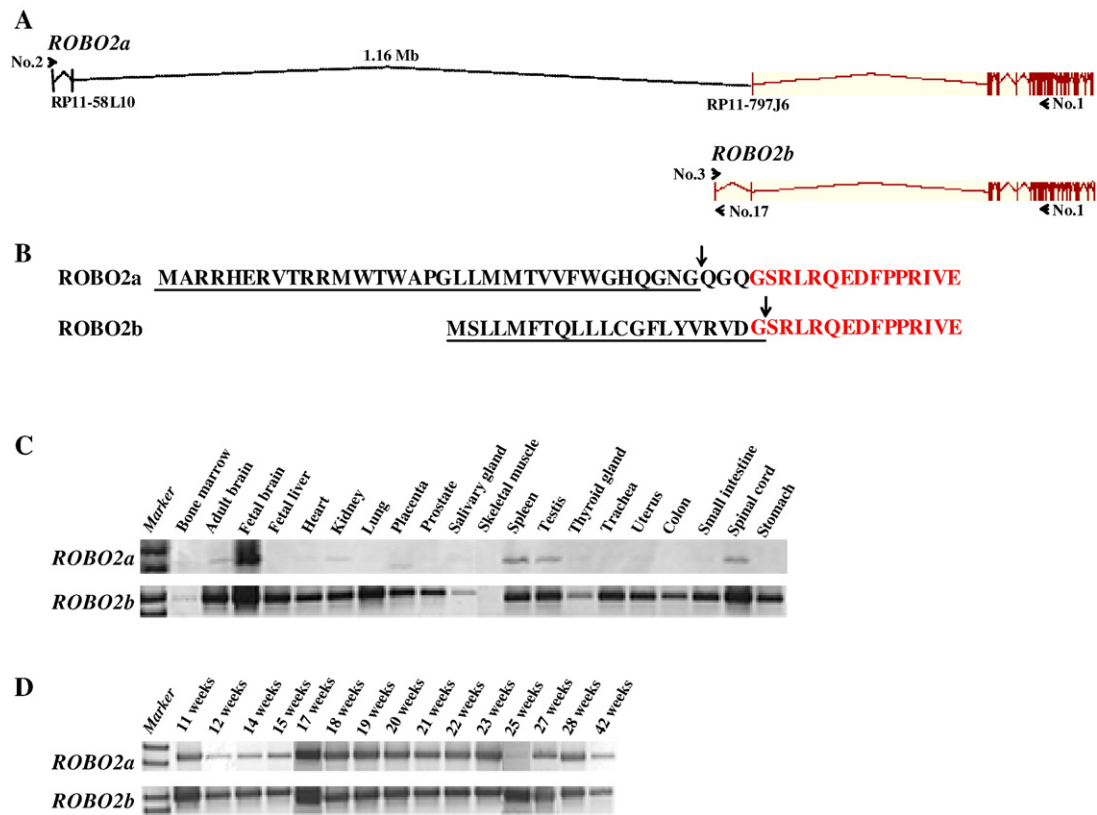 A
ROBO2a
No.2
1.16 Mb
RP11-58L10
RP11-797J6
No.1
ROBO2b
No.3
No.17
No.1
B
ROBO2a MARRHERVTRRMWTWAPGLLMMTVVFWGHQGNGQGQGSRLRQEDFPPRIVE
ROBO2b MSLLMFTQLLLCGFLYVRVDGSRLRQEDFPPRIVE
C
Marker
Bone marrow
Adult brain
Fetal brain
Fetal liver
Heart
Kidney
Lung
Placenta
Prostate
Salivary gland
Skeletal muscle
Spleen
Testis
Thyroid gland
Trachea
Uterus
Colon
Small intestine
Spinal cord
Stomach
ROBO2a
ROBO2b
D
Marker
11 weeks
12 weeks
14 weeks
15 weeks
17 weeks
18 weeks
19 weeks
20 weeks
21 weeks
22 weeks
23 weeks
25 weeks
27 weeks
28 weeks
42 weeks
ROBO2a
ROBO2b